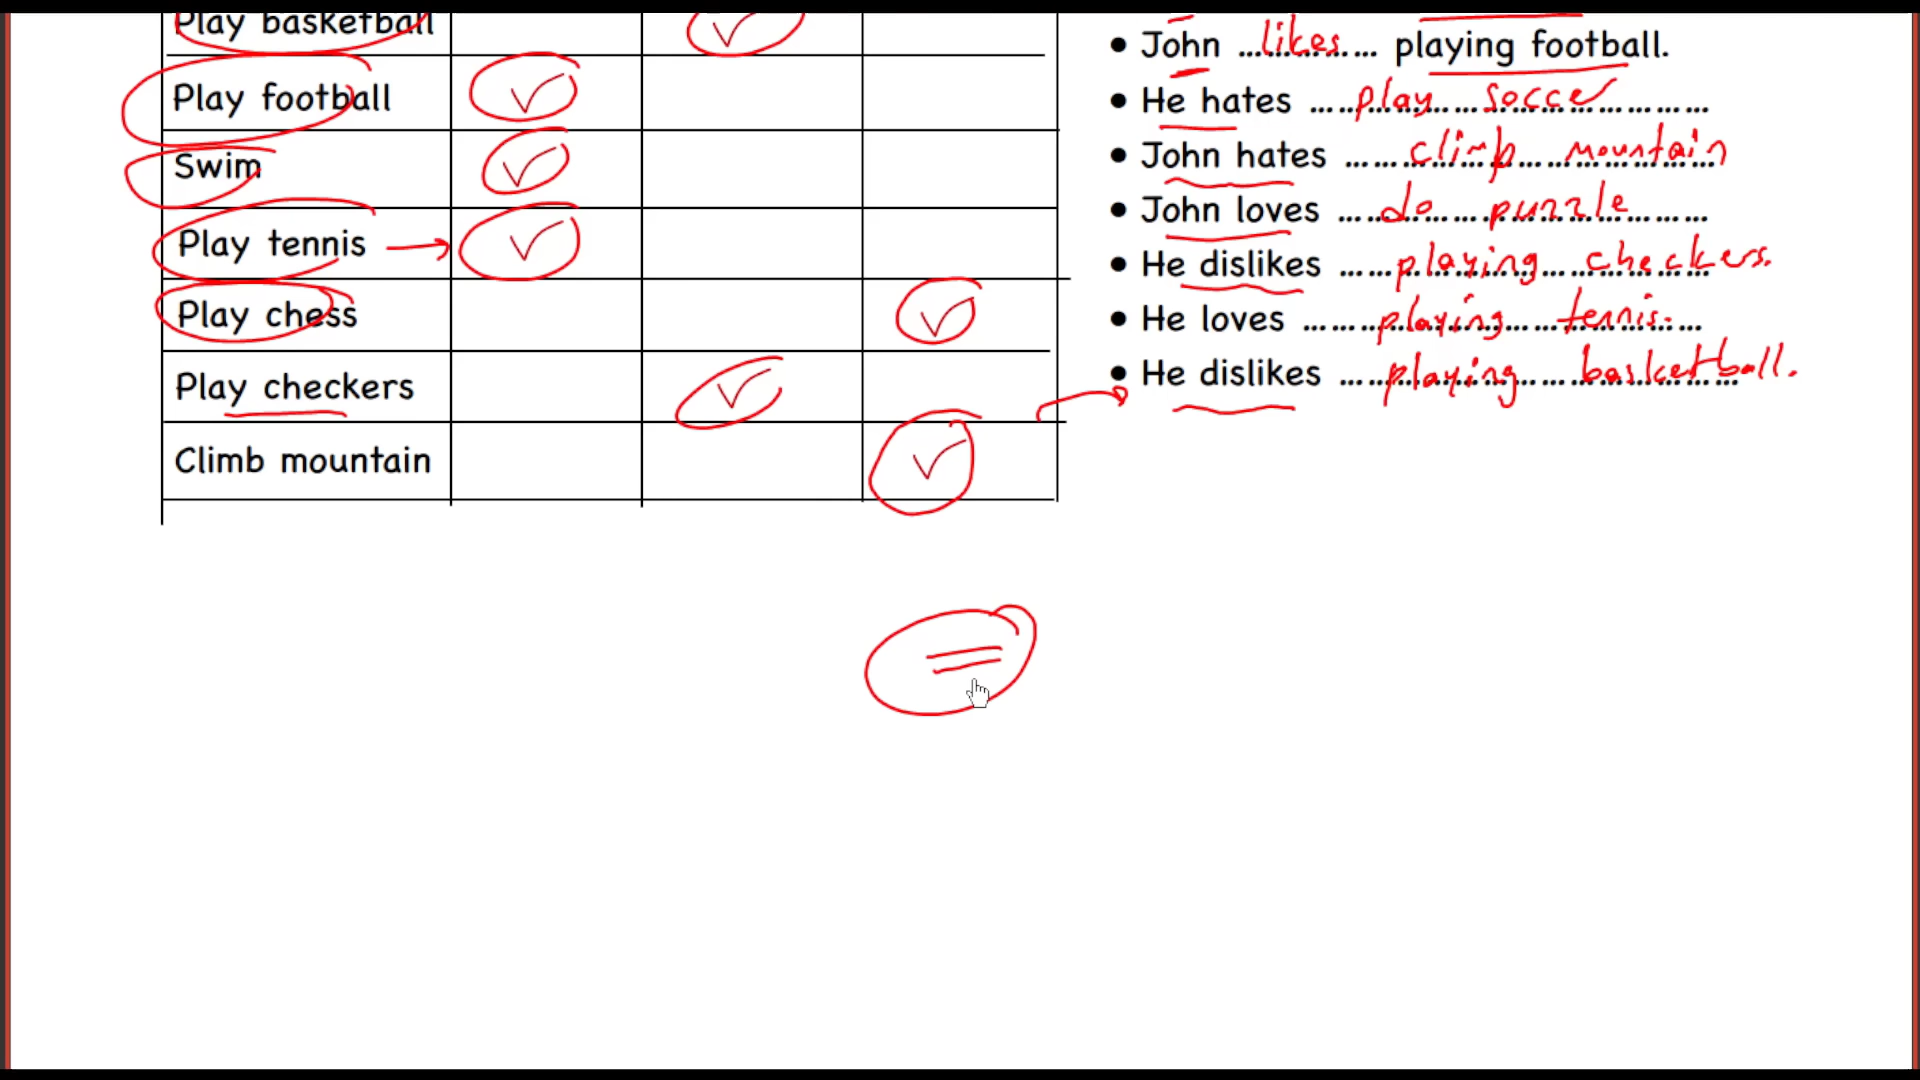 Play basketball
Play football
Swim
Play tennis
Play chess
Play checkers
Climb mountain
• John ...likes... playing football.
• He hates ...play soccer...
• John hates ...climb mountain...
• John loves ...do puzzle...
• He dislikes ...playing checkers.
• He loves ...playing tennis....
• He dislikes ...playing basketball.